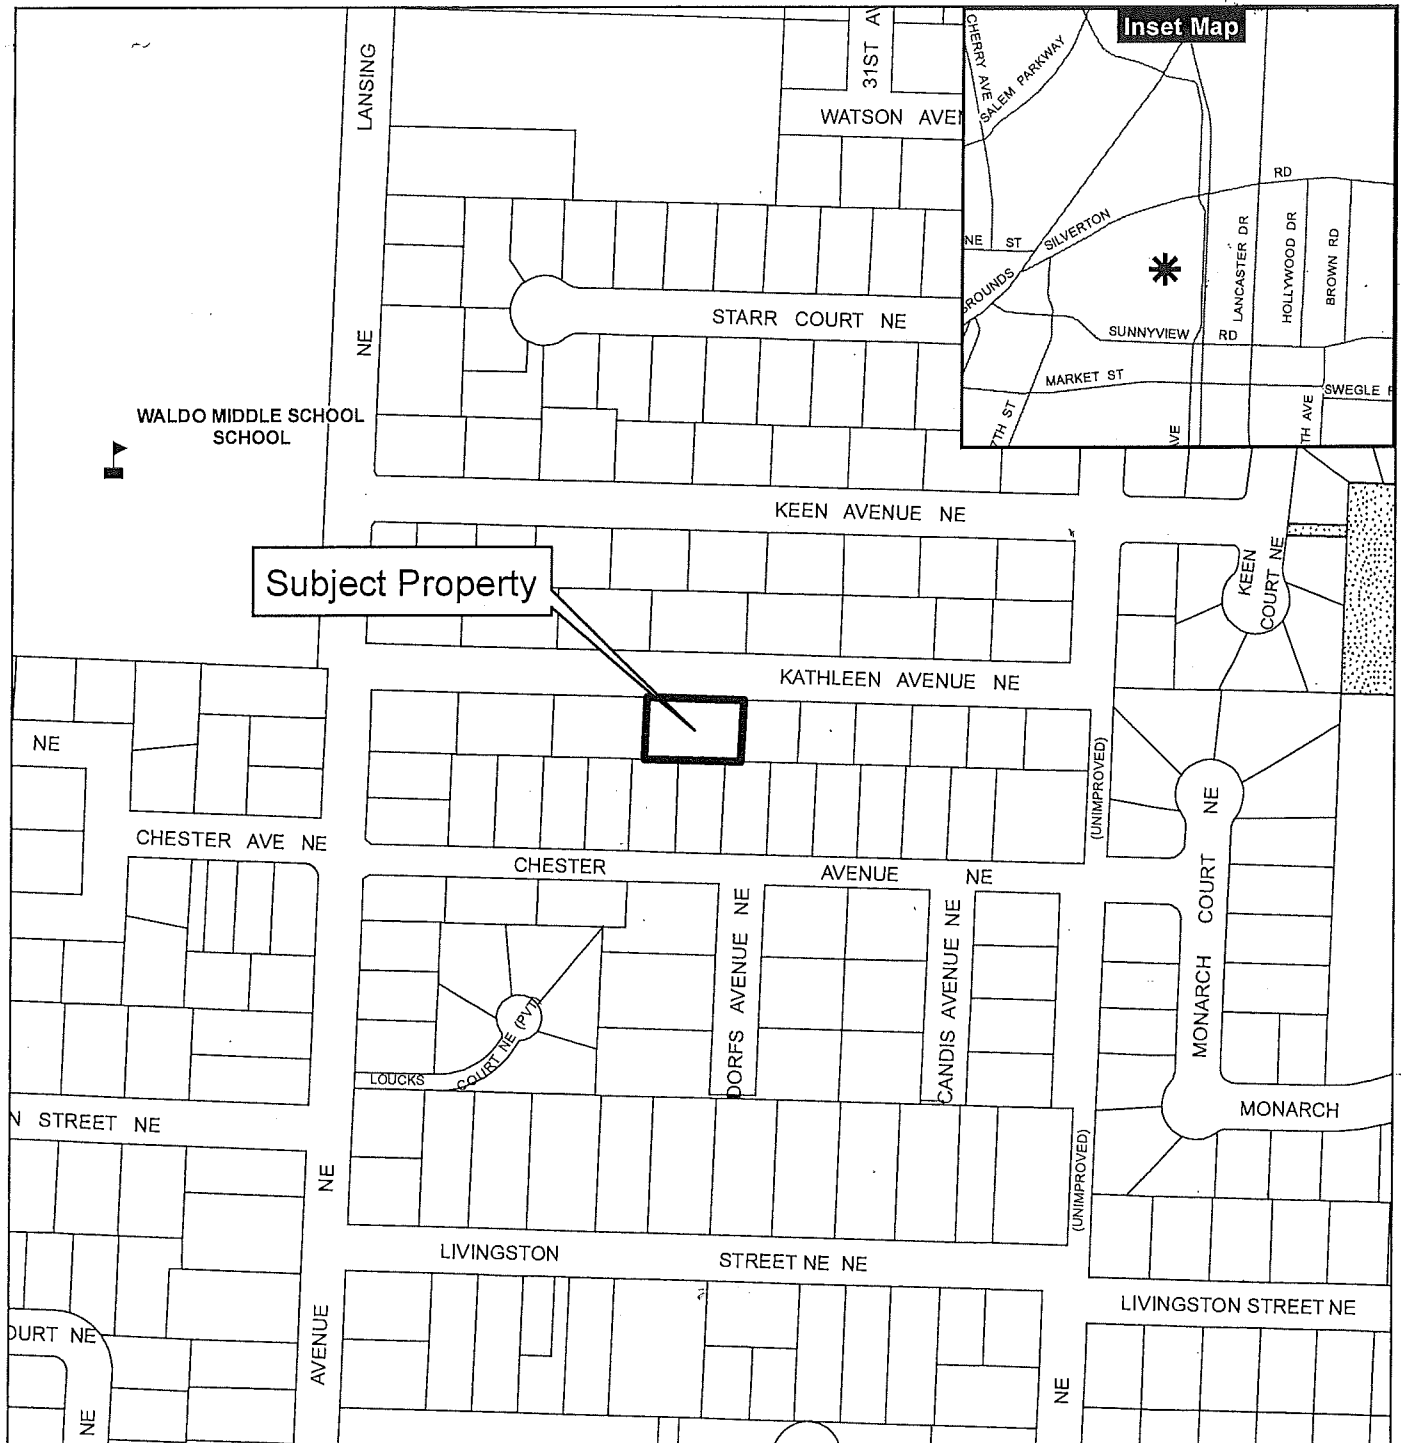 Inset Map
LANSING
NE
31ST AV
WATSON AVEN
CHERRY AVE
SALEM PARKWAY
RD
SILVERTON
NE ST
GROUNDS
LANCASTER DR
HOLLYWOOD DR
BROWN RD
SUNNYVIEW RD
MARKET ST
SWEGLE R
7TH ST
AVE
TH AVE
STARR COURT NE
WALDO MIDDLE SCHOOL
SCHOOL
KEEN AVENUE NE
KEEN
COURT NE
Subject Property
KATHLEEN AVENUE NE
NE
(UNIMPROVED)
NE
CHESTER AVE NE
CHESTER AVENUE NE
MONARCH COURT
DORFS AVENUE NE
CANDIS AVENUE NE
LOUCKS COURT NE (PVT)
MONARCH
N STREET NE
NE
(UNIMPROVED)
LIVINGSTON STREET NE NE
LIVINGSTON STREET NE
OURT NE
AVENUE
NE
NE